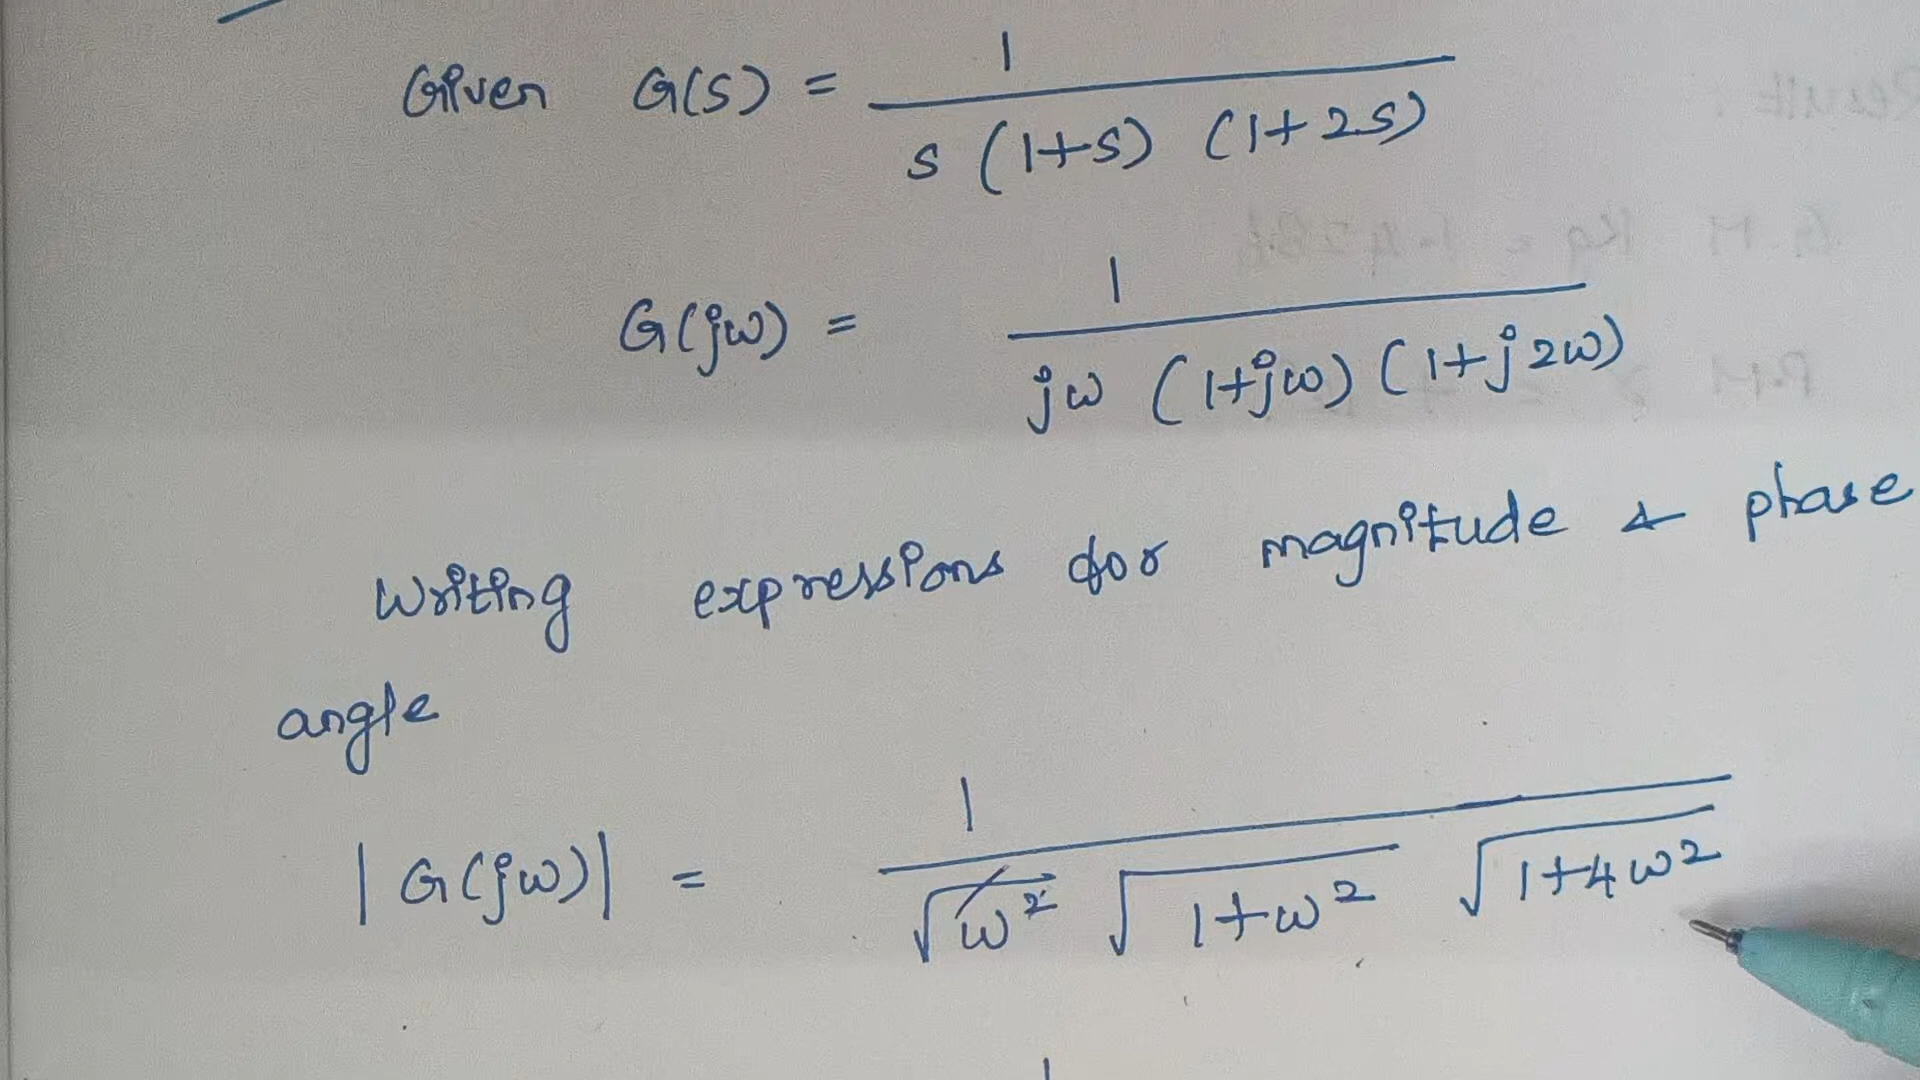 Given G(s) = 1 / s (1+s) (1+2s)
G(jω) = 1 / jω (1+jω) (1+j2ω)
Writing expressions for magnitude & phase
angle
|G(jω)| = 1 / √ω² √1+ω² √1+4ω²
1